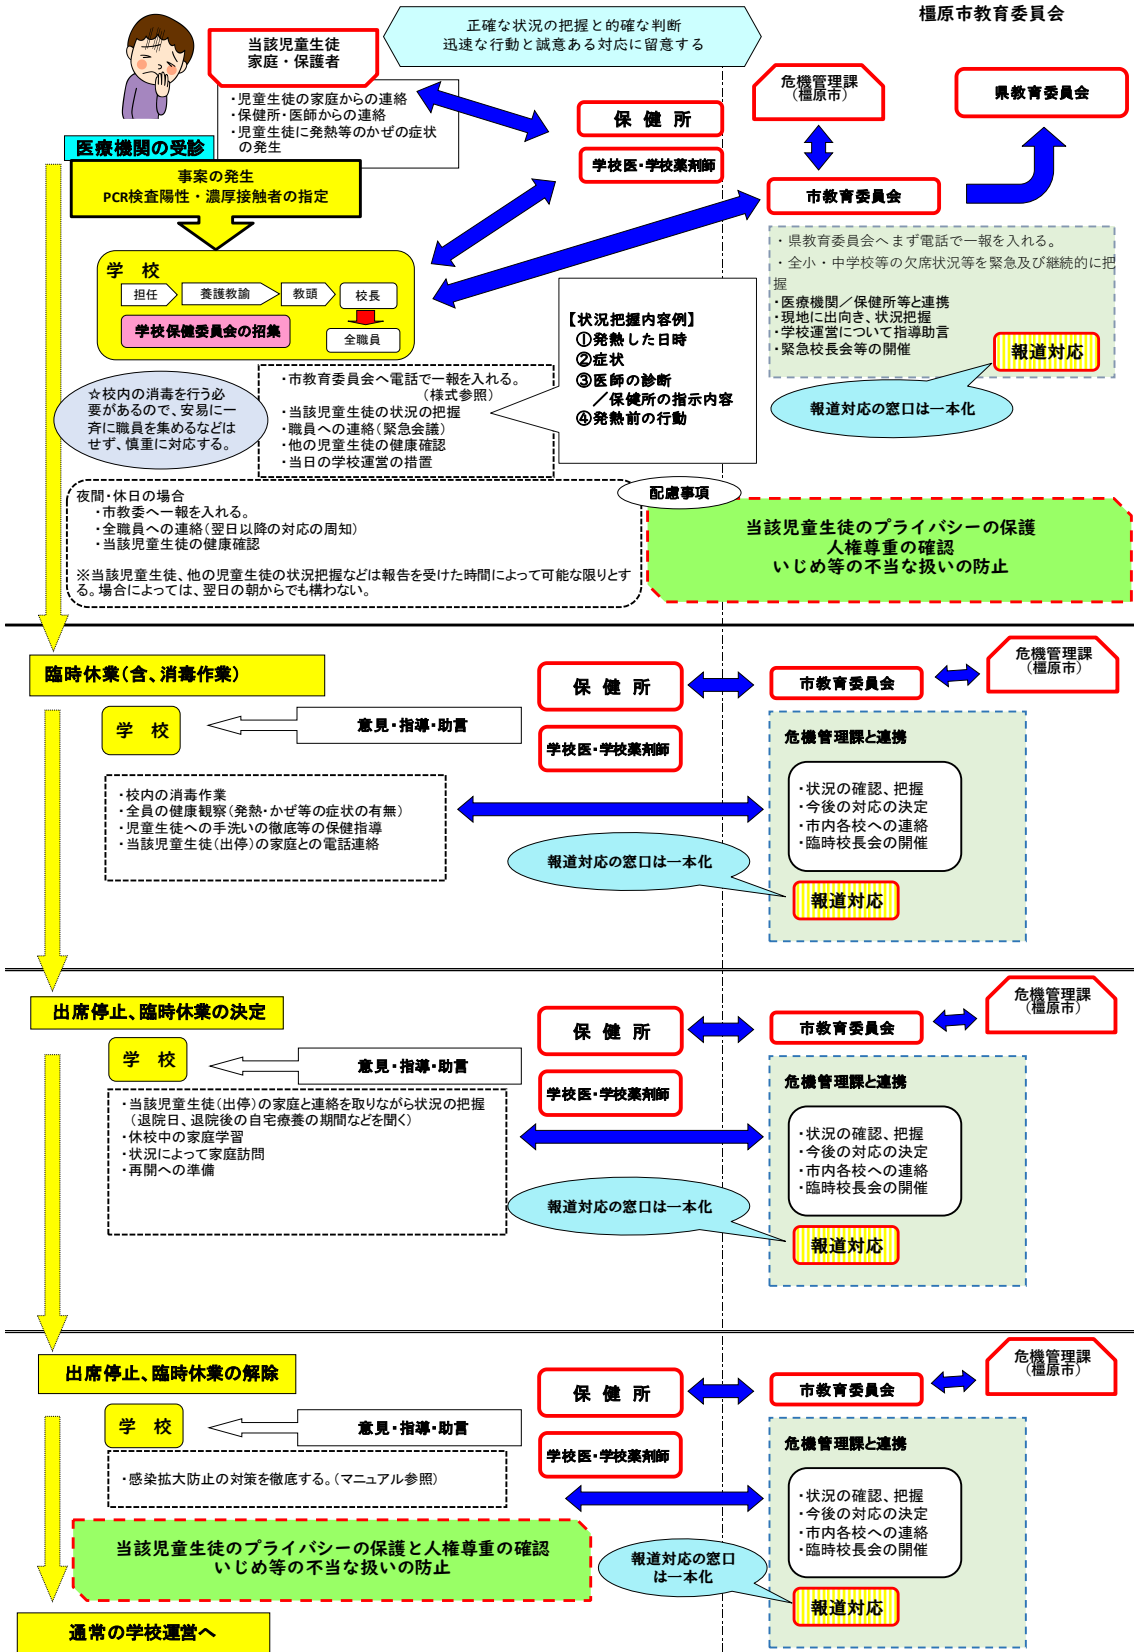 橿原市教育委員会
正確な状況の把握と的確な判断
迅速な行動と誠意ある対応に留意する
当該児童生徒
家庭・保護者
・児童生徒の家庭からの連絡
・保健所・医師からの連絡
・児童生徒に発熱等のかぜの症状
の発生
保 健 所
学校医・学校薬剤師
危機管理課
(橿原市)
県教育委員会
市教育委員会
医療機関の受診
事案の発生
PCR検査陽性・濃厚接触者の指定
学 校
担任
養護教諭
教頭
校長
学校保健委員会の招集
全職員
・県教育委員会へまず電話で一報を入れる。
・全小・中学校等の欠席状況等を緊急及び継続的に把
握
・医療機関／保健所等と連携
・現地に出向き、状況把握
・学校運営について指導助言
・緊急校長会等の開催
報道対応
報道対応の窓口は一本化
【状況把握内容例】
①発熱した日時
②症状
③医師の診断
／保健所の指示内容
④発熱前の行動
☆校内の消毒を行う必
要があるので、安易に一
斉に職員を集めるなどは
せず、慎重に対応する。
・市教育委員会へ電話で一報を入れる。
(様式参照)
・当該児童生徒の状況の把握
・職員への連絡(緊急会議)
・他の児童生徒の健康確認
・当日の学校運営の措置
夜間・休日の場合
・市教委へ一報を入れる。
・全職員への連絡(翌日以降の対応の周知)
・当該児童生徒の健康確認
※当該児童生徒、他の児童生徒の状況把握などは報告を受けた時間によって可能な限りとす
る。場合によっては、翌日の朝からでも構わない。
配慮事項
当該児童生徒のプライバシーの保護
人権尊重の確認
いじめ等の不当な扱いの防止
臨時休業(含、消毒作業)
学 校
意見・指導・助言
保 健 所
学校医・学校薬剤師
市教育委員会
危機管理課
(橿原市)
・校内の消毒作業
・全員の健康観察(発熱・かぜ等の症状の有無)
・児童生徒への手洗いの徹底等の保健指導
・当該児童生徒(出停)の家庭との電話連絡
危機管理課と連携
・状況の確認、把握
・今後の対応の決定
・市内各校への連絡
・臨時校長会の開催
報道対応の窓口は一本化
報道対応
出席停止、臨時休業の決定
学 校
意見・指導・助言
保 健 所
学校医・学校薬剤師
市教育委員会
危機管理課
(橿原市)
・当該児童生徒(出停)の家庭と連絡を取りながら状況の把握
(退院日、退院後の自宅療養の期間などを聞く)
・休校中の家庭学習
・状況によって家庭訪問
・再開への準備
危機管理課と連携
・状況の確認、把握
・今後の対応の決定
・市内各校への連絡
・臨時校長会の開催
報道対応の窓口は一本化
報道対応
出席停止、臨時休業の解除
学 校
意見・指導・助言
保 健 所
学校医・学校薬剤師
市教育委員会
危機管理課
(橿原市)
・感染拡大防止の対策を徹底する。(マニュアル参照)
危機管理課と連携
・状況の確認、把握
・今後の対応の決定
・市内各校への連絡
・臨時校長会の開催
当該児童生徒のプライバシーの保護と人権尊重の確認
いじめ等の不当な扱いの防止
報道対応の窓口
は一本化
報道対応
通常の学校運営へ